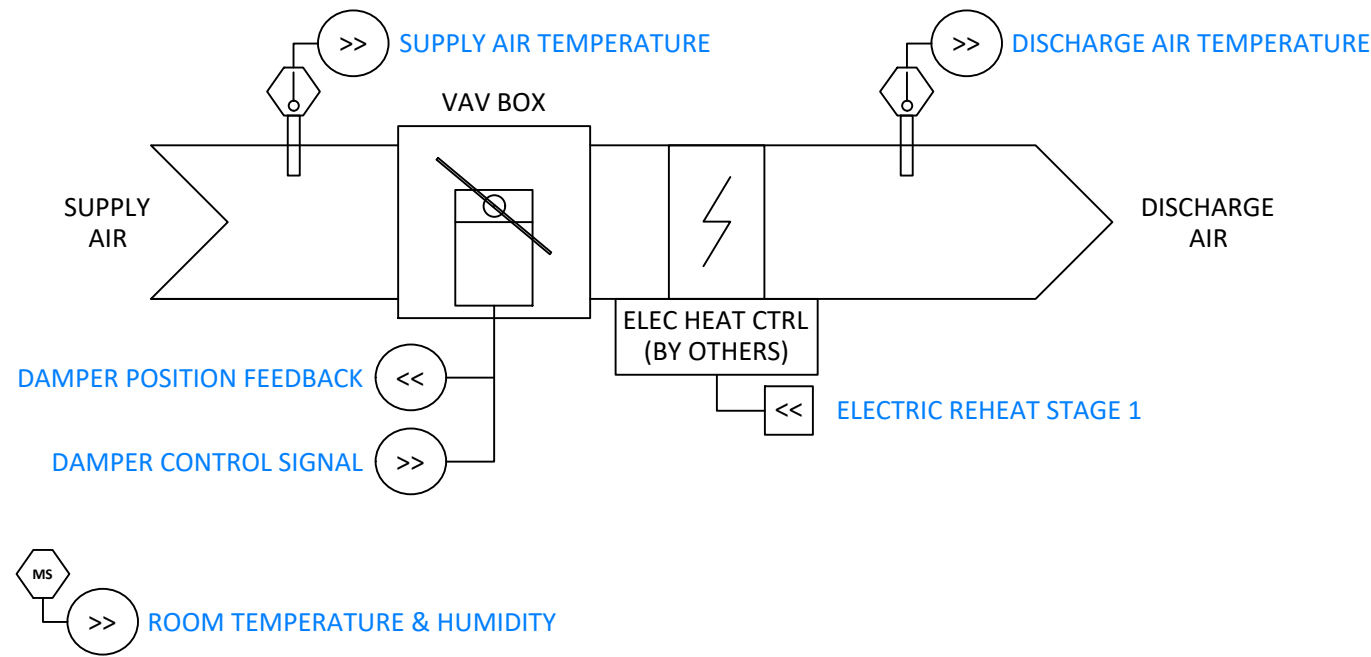 >> SUPPLY AIR TEMPERATURE
>> DISCHARGE AIR TEMPERATURE
VAV BOX
SUPPLY
AIR
DISCHARGE
AIR
ELEC HEAT CTRL
(BY OTHERS)
DAMPER POSITION FEEDBACK <<
<< ELECTRIC REHEAT STAGE 1
DAMPER CONTROL SIGNAL >>
MS
>> ROOM TEMPERATURE & HUMIDITY